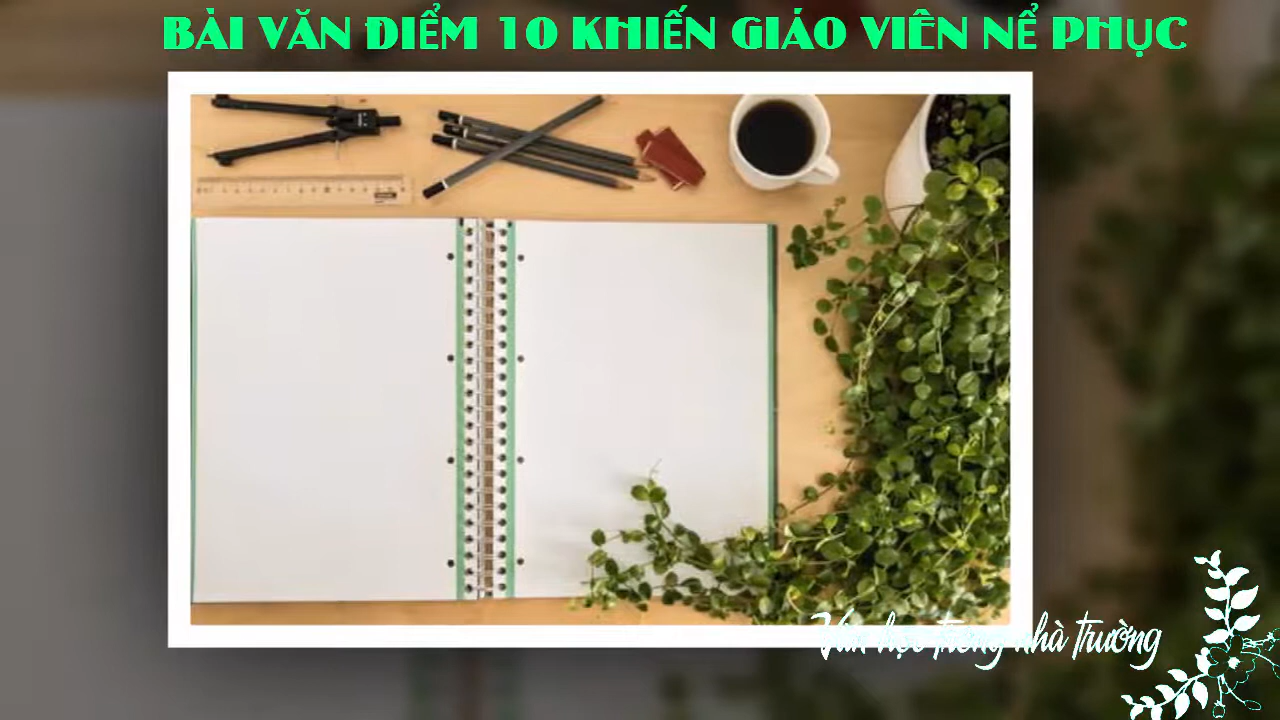 BÀI VĂN ĐIỂM 10 KHIẾN GIÁO VIÊN NỂ PHỤC
Văn học trong nhà trường